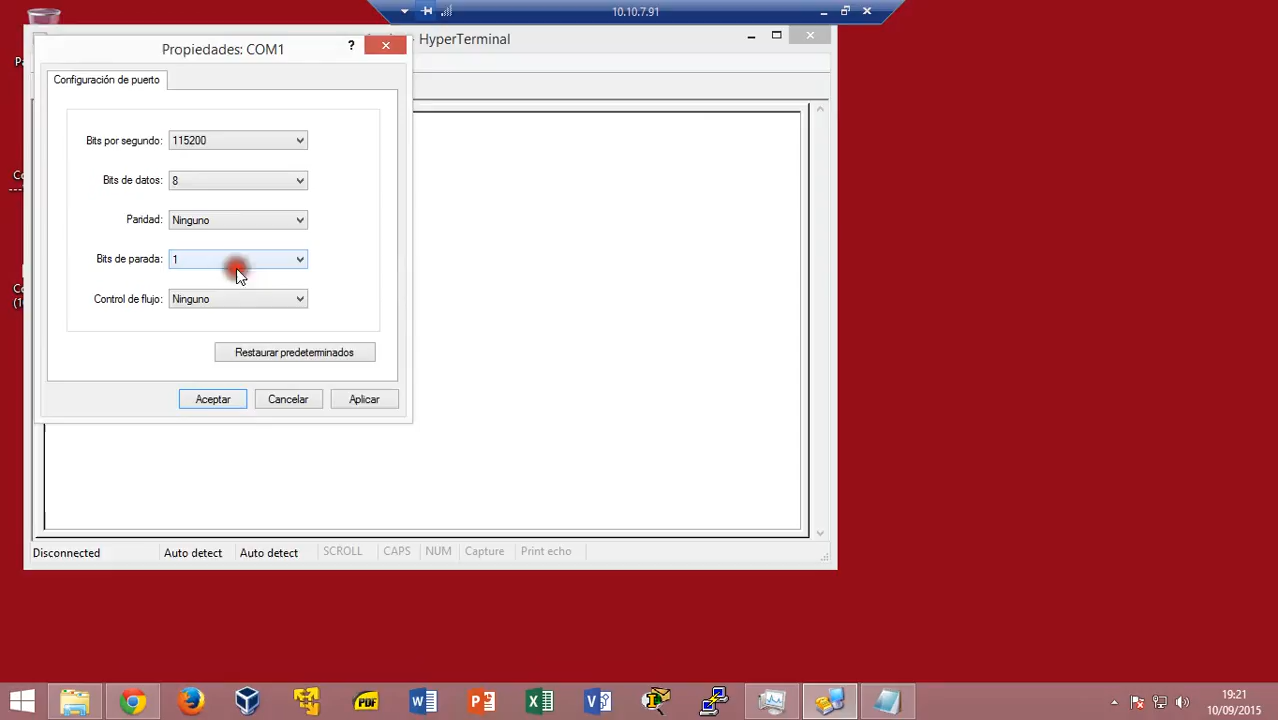 10.10.7.91
HyperTerminal
Propiedades: COM1
?
Configuración de puerto
Bits por segundo: 115200
Bits de datos: 8
Paridad: Ninguno
Bits de parada: 1
Control de flujo: Ninguno
Restaurar predeterminados
Aceptar Cancelar Aplicar
Disconnected Auto detect Auto detect SCROLL CAPS NUM Capture Print echo
PDF
19:21
10/09/2015